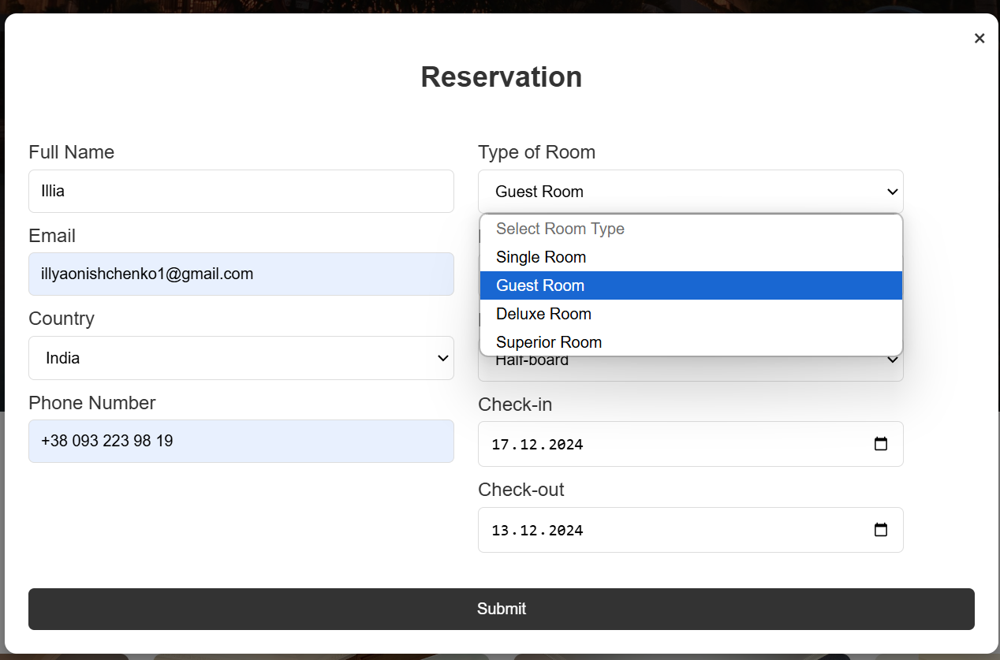 ×
Reservation
Full Name
Illia
Email
illyaonishchenko1@gmail.com
Country
India
Phone Number
+38 093 223 98 19
Type of Room
Guest Room
Select Room Type
Single Room
Guest Room
Deluxe Room
Superior Room
Half-board
Check-in
17.12.2024
Check-out
13.12.2024
Submit